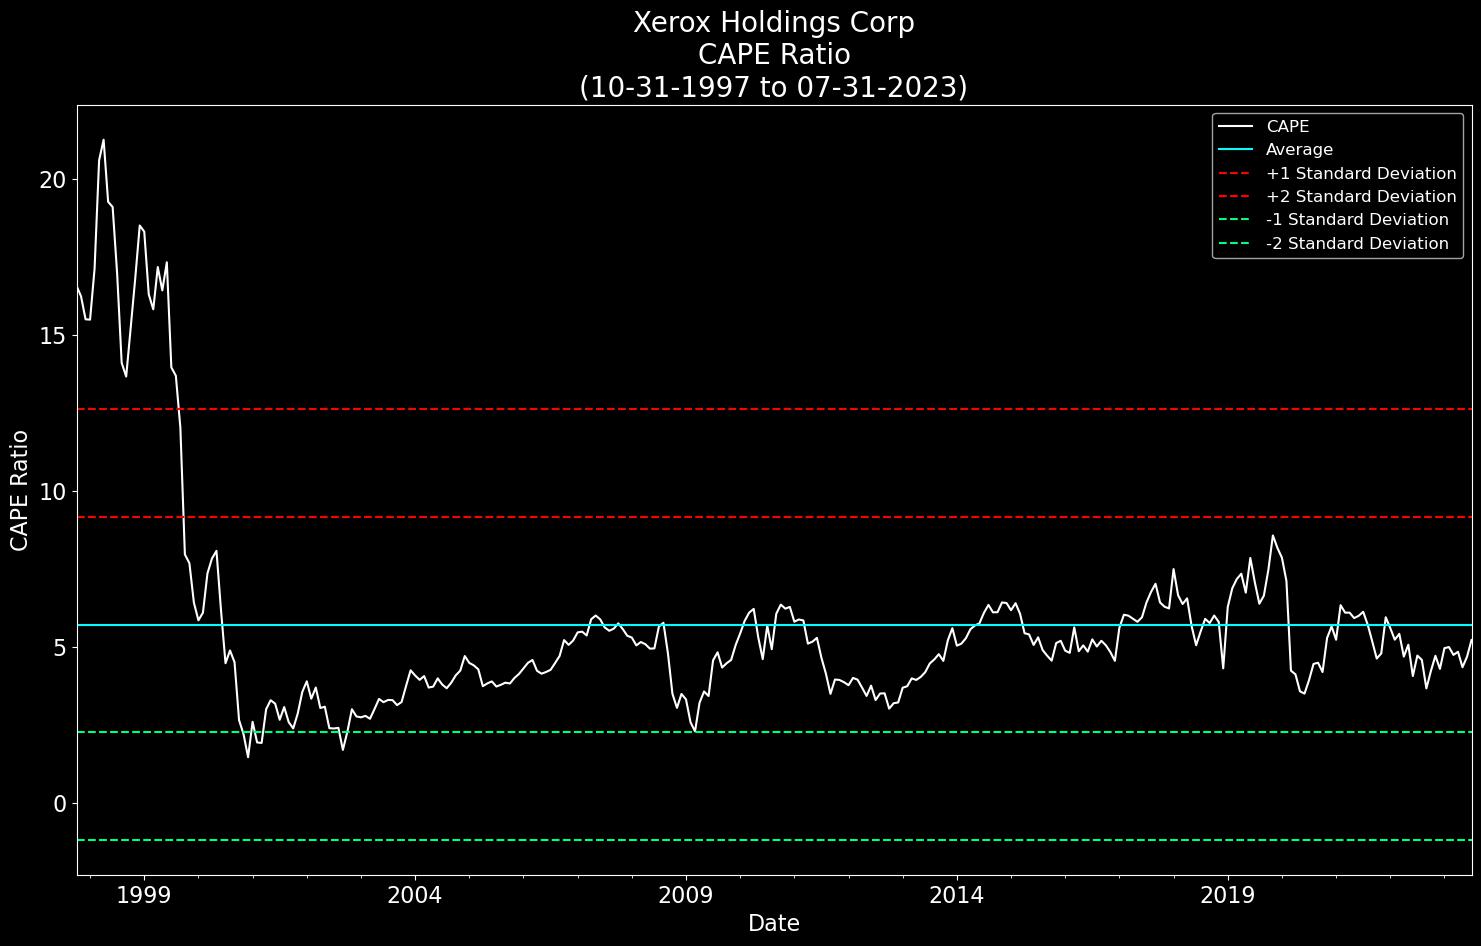 Xerox Holdings Corp
CAPE Ratio
(10-31-1997 to 07-31-2023)
CAPE
Average
+1 Standard Deviation
+2 Standard Deviation
-1 Standard Deviation
-2 Standard Deviation
CAPE Ratio
20
15
10
5
0
1999 2004 2009 2014 2019
Date